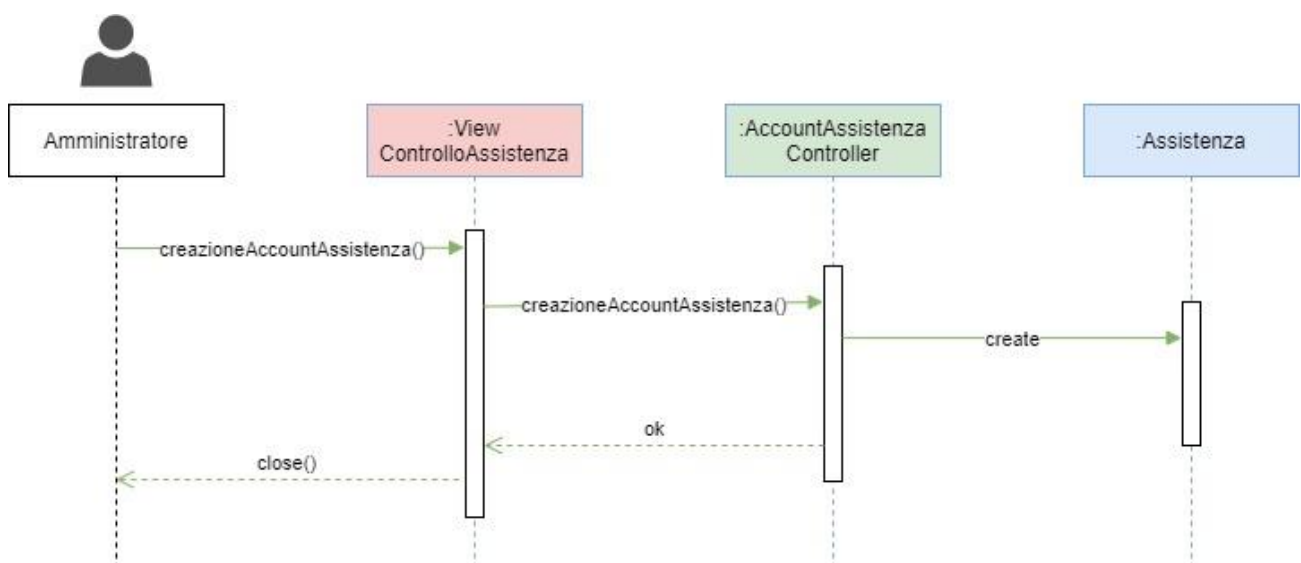 Amministratore
:View
ControlloAssistenza
:AccountAssistenza
Controller
:Assistenza
creazioneAccountAssistenza()
creazioneAccountAssistenza()
create
ok
close()